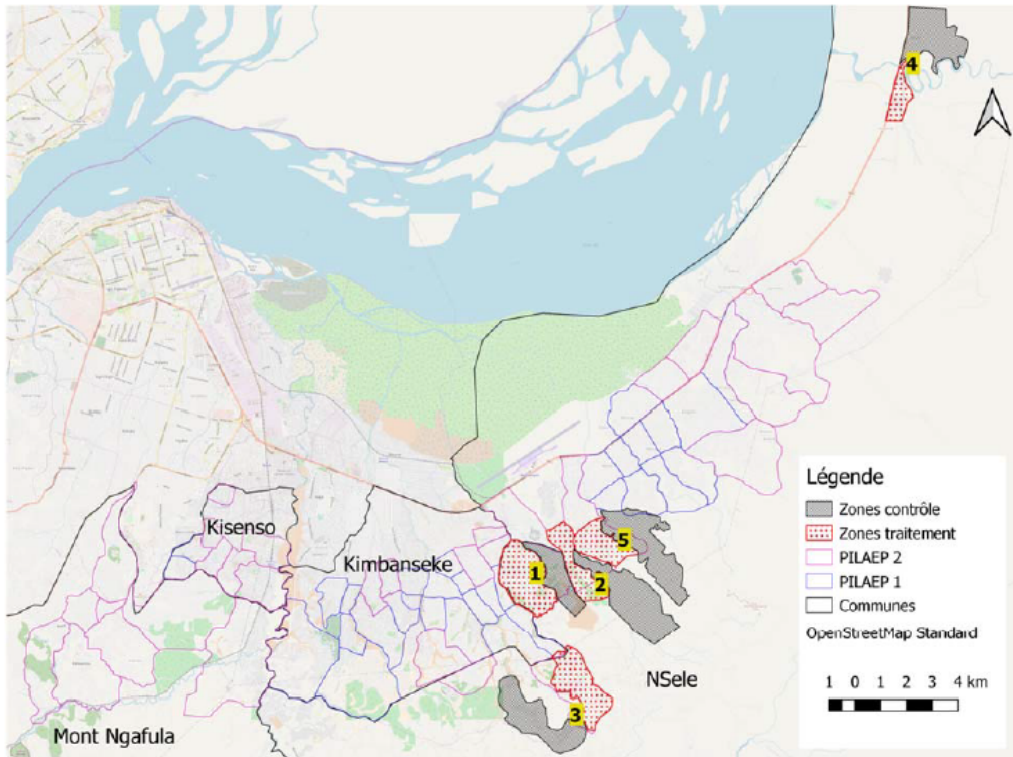 4
Kisenso
Kimbanseke
1
5
2
NSele
3
Mont Ngafula
Légende
Zones contrôle
Zones traitement
PILAEP 2
PILAEP 1
Communes
OpenStreetMap Standard
1 0 1 2 3 4 km